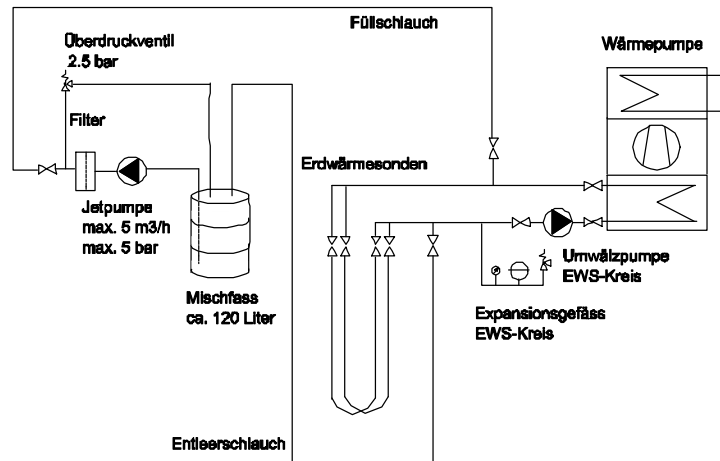 Füllschlauch
Überdruckventil
2.5 bar
Wärmepumpe
Filter
Erdwärmesonden
Jetpumpe
max. 5 m3/h
max. 5 bar
Umwälzpumpe
EWS-Kreis
Mischfass
ca. 120 Liter
Expansionsgefäss
EWS-Kreis
Entleerschlauch